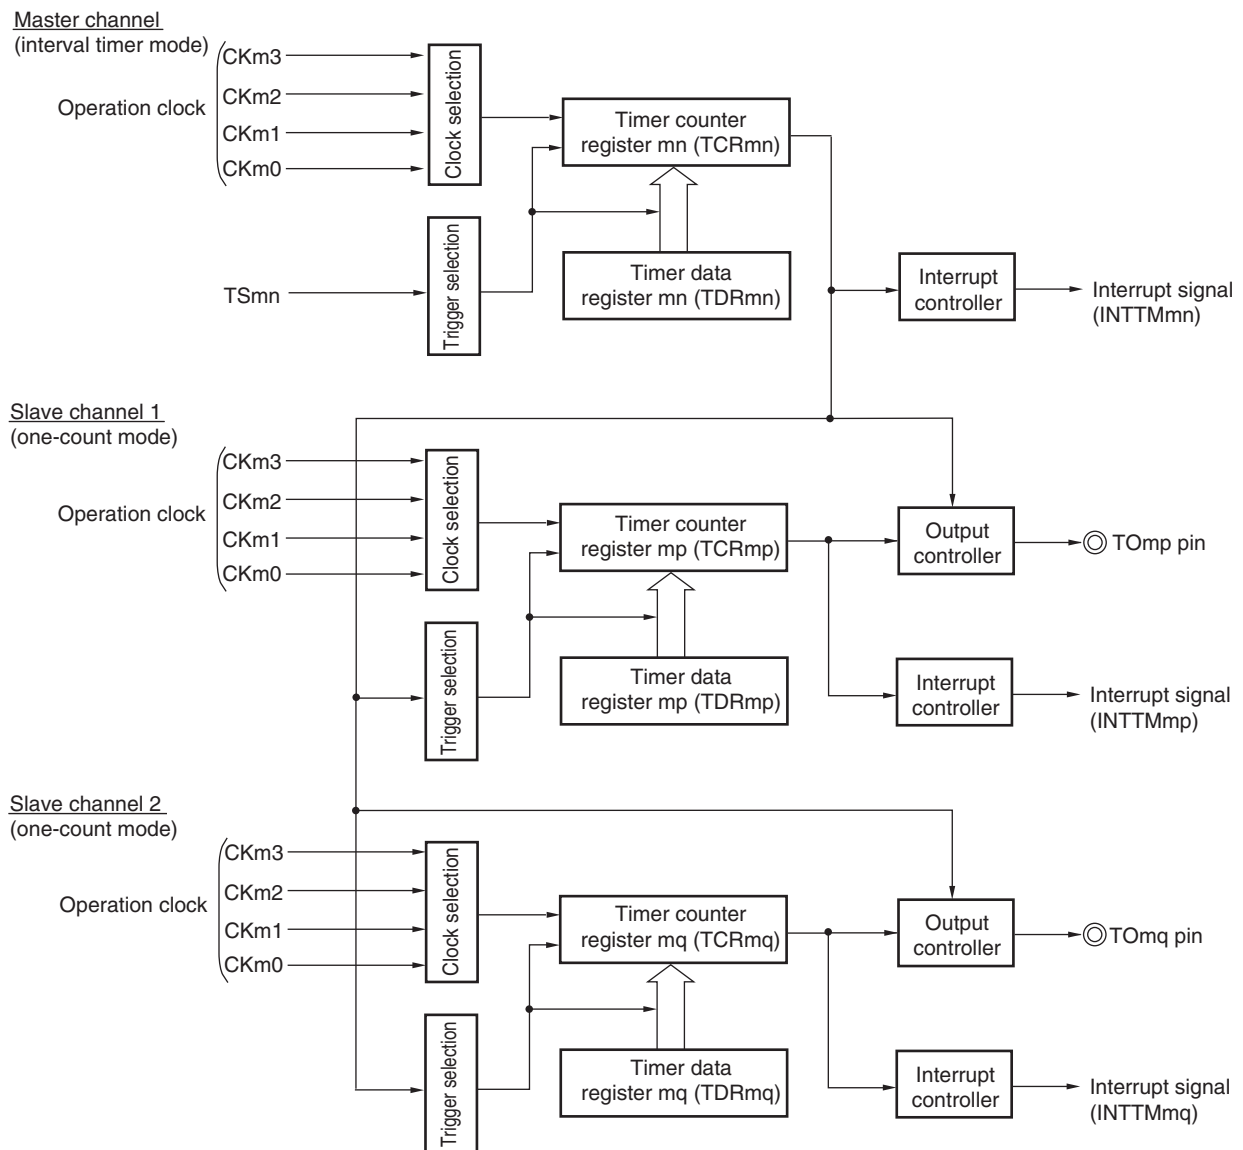 Master channel
(interval timer mode)
Operation clock
CKm3
CKm2
CKm1
CKm0
Clock selection
Timer counter
register mn (TCRmn)
TSmn
Trigger selection
Timer data
register mn (TDRmn)
Interrupt
controller
Interrupt signal
(INTTMmn)
Slave channel 1
(one-count mode)
Operation clock
CKm3
CKm2
CKm1
CKm0
Clock selection
Timer counter
register mp (TCRmp)
Output
controller
TOmp pin
Trigger selection
Timer data
register mp (TDRmp)
Interrupt
controller
Interrupt signal
(INTTMmp)
Slave channel 2
(one-count mode)
Operation clock
CKm3
CKm2
CKm1
CKm0
Clock selection
Timer counter
register mq (TCRmq)
Output
controller
TOmq pin
Trigger selection
Timer data
register mq (TDRmq)
Interrupt
controller
Interrupt signal
(INTTMmq)